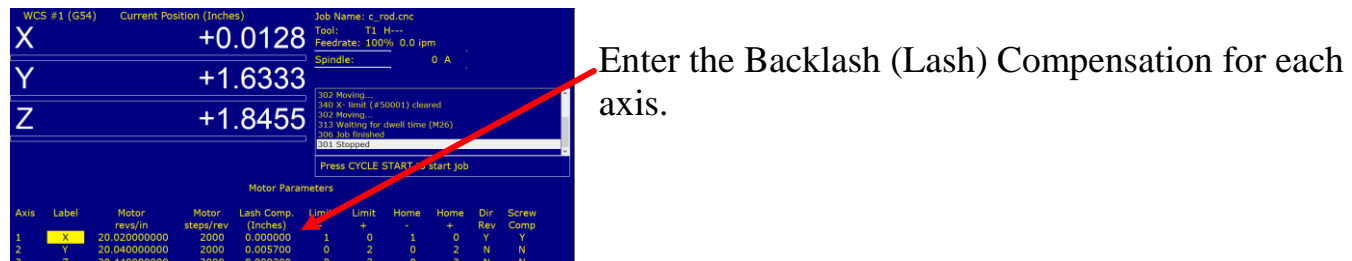 WCS #1 (G54) Current Position (Inches)
X +0.0128
Y +1.6333
Z +1.8455
Job Name: c_rod.cnc
Tool: T1 H---
Feedrate: 100% 0.0 ipm
Spindle: 0 A
302 Moving...
340 X- limit (#50001) cleared
302 Moving...
313 Waiting for dwell time (M26)
306 Job finished
301 Stopped
Press CYCLE START to start job
Enter the Backlash (Lash) Compensation for each
axis.
Motor Parameters
Axis Label Motor Motor Lash Comp. Limit Limit Home Home Dir Screw
revs/in steps/rev (Inches) - + - + Rev Comp
1 X 20.020000000 2000 0.000000 1 0 1 0 Y Y
2 Y 20.040000000 2000 0.005700 0 2 0 2 N N